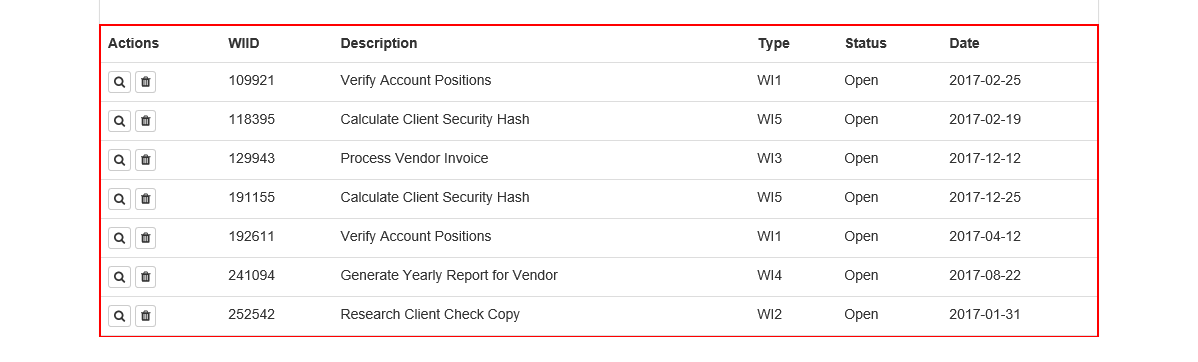 Actions WIID Description Type Status Date
109921 Verify Account Positions WI1 Open 2017-02-25
118395 Calculate Client Security Hash WI5 Open 2017-02-19
129943 Process Vendor Invoice WI3 Open 2017-12-12
191155 Calculate Client Security Hash WI5 Open 2017-12-25
192611 Verify Account Positions WI1 Open 2017-04-12
241094 Generate Yearly Report for Vendor WI4 Open 2017-08-22
252542 Research Client Check Copy WI2 Open 2017-01-31